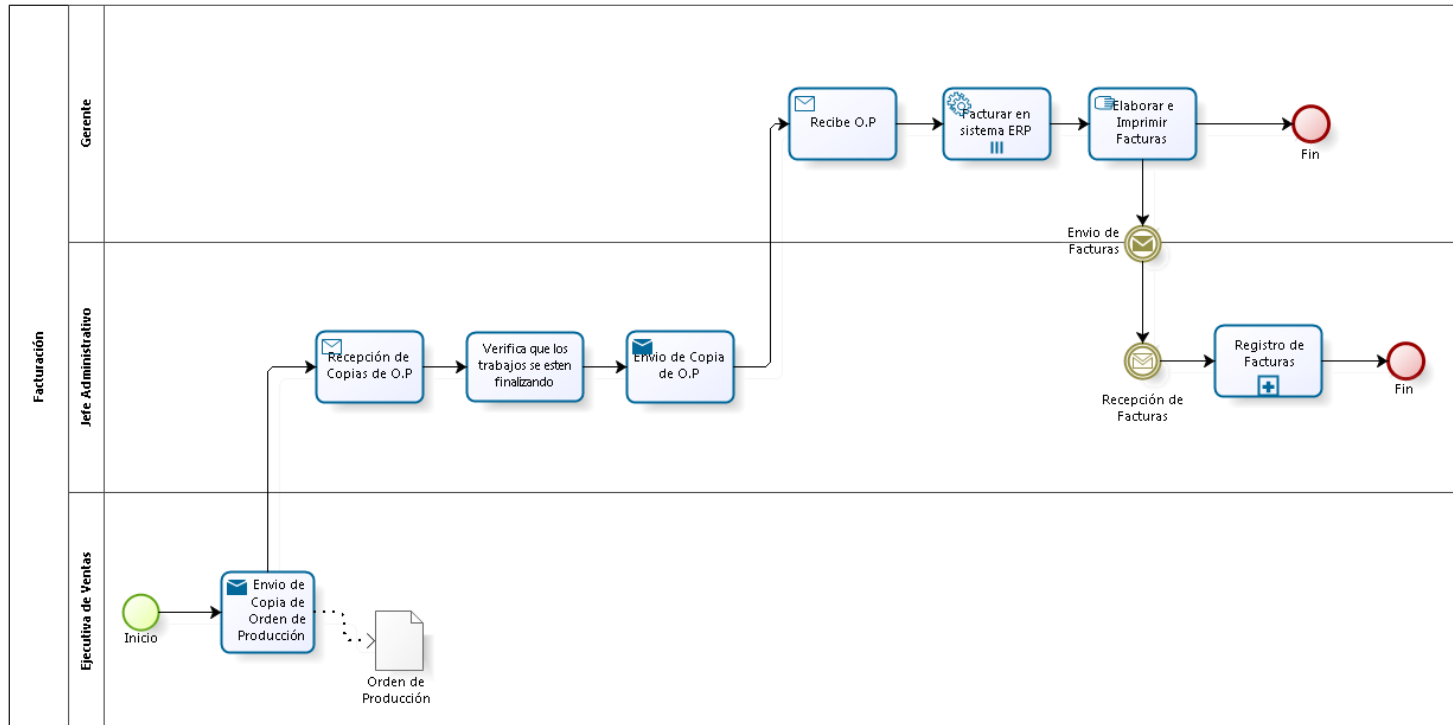 Facturación
Gerente
Recibe O.P
Facturar en
sistema ERP
Elaborar e
Imprimir
Facturas
Fin
Envio de
Facturas
Jefe Administrativo
Recepción de
Copias de O.P
Verifica que los
trabajos se esten
finalizando
Envio de Copia
de O.P
Recepción de
Facturas
Registro de
Facturas
Fin
Ejecutiva de Ventas
Inicio
Envio de
Copia de
Orden de
Producción
Orden de
Producción